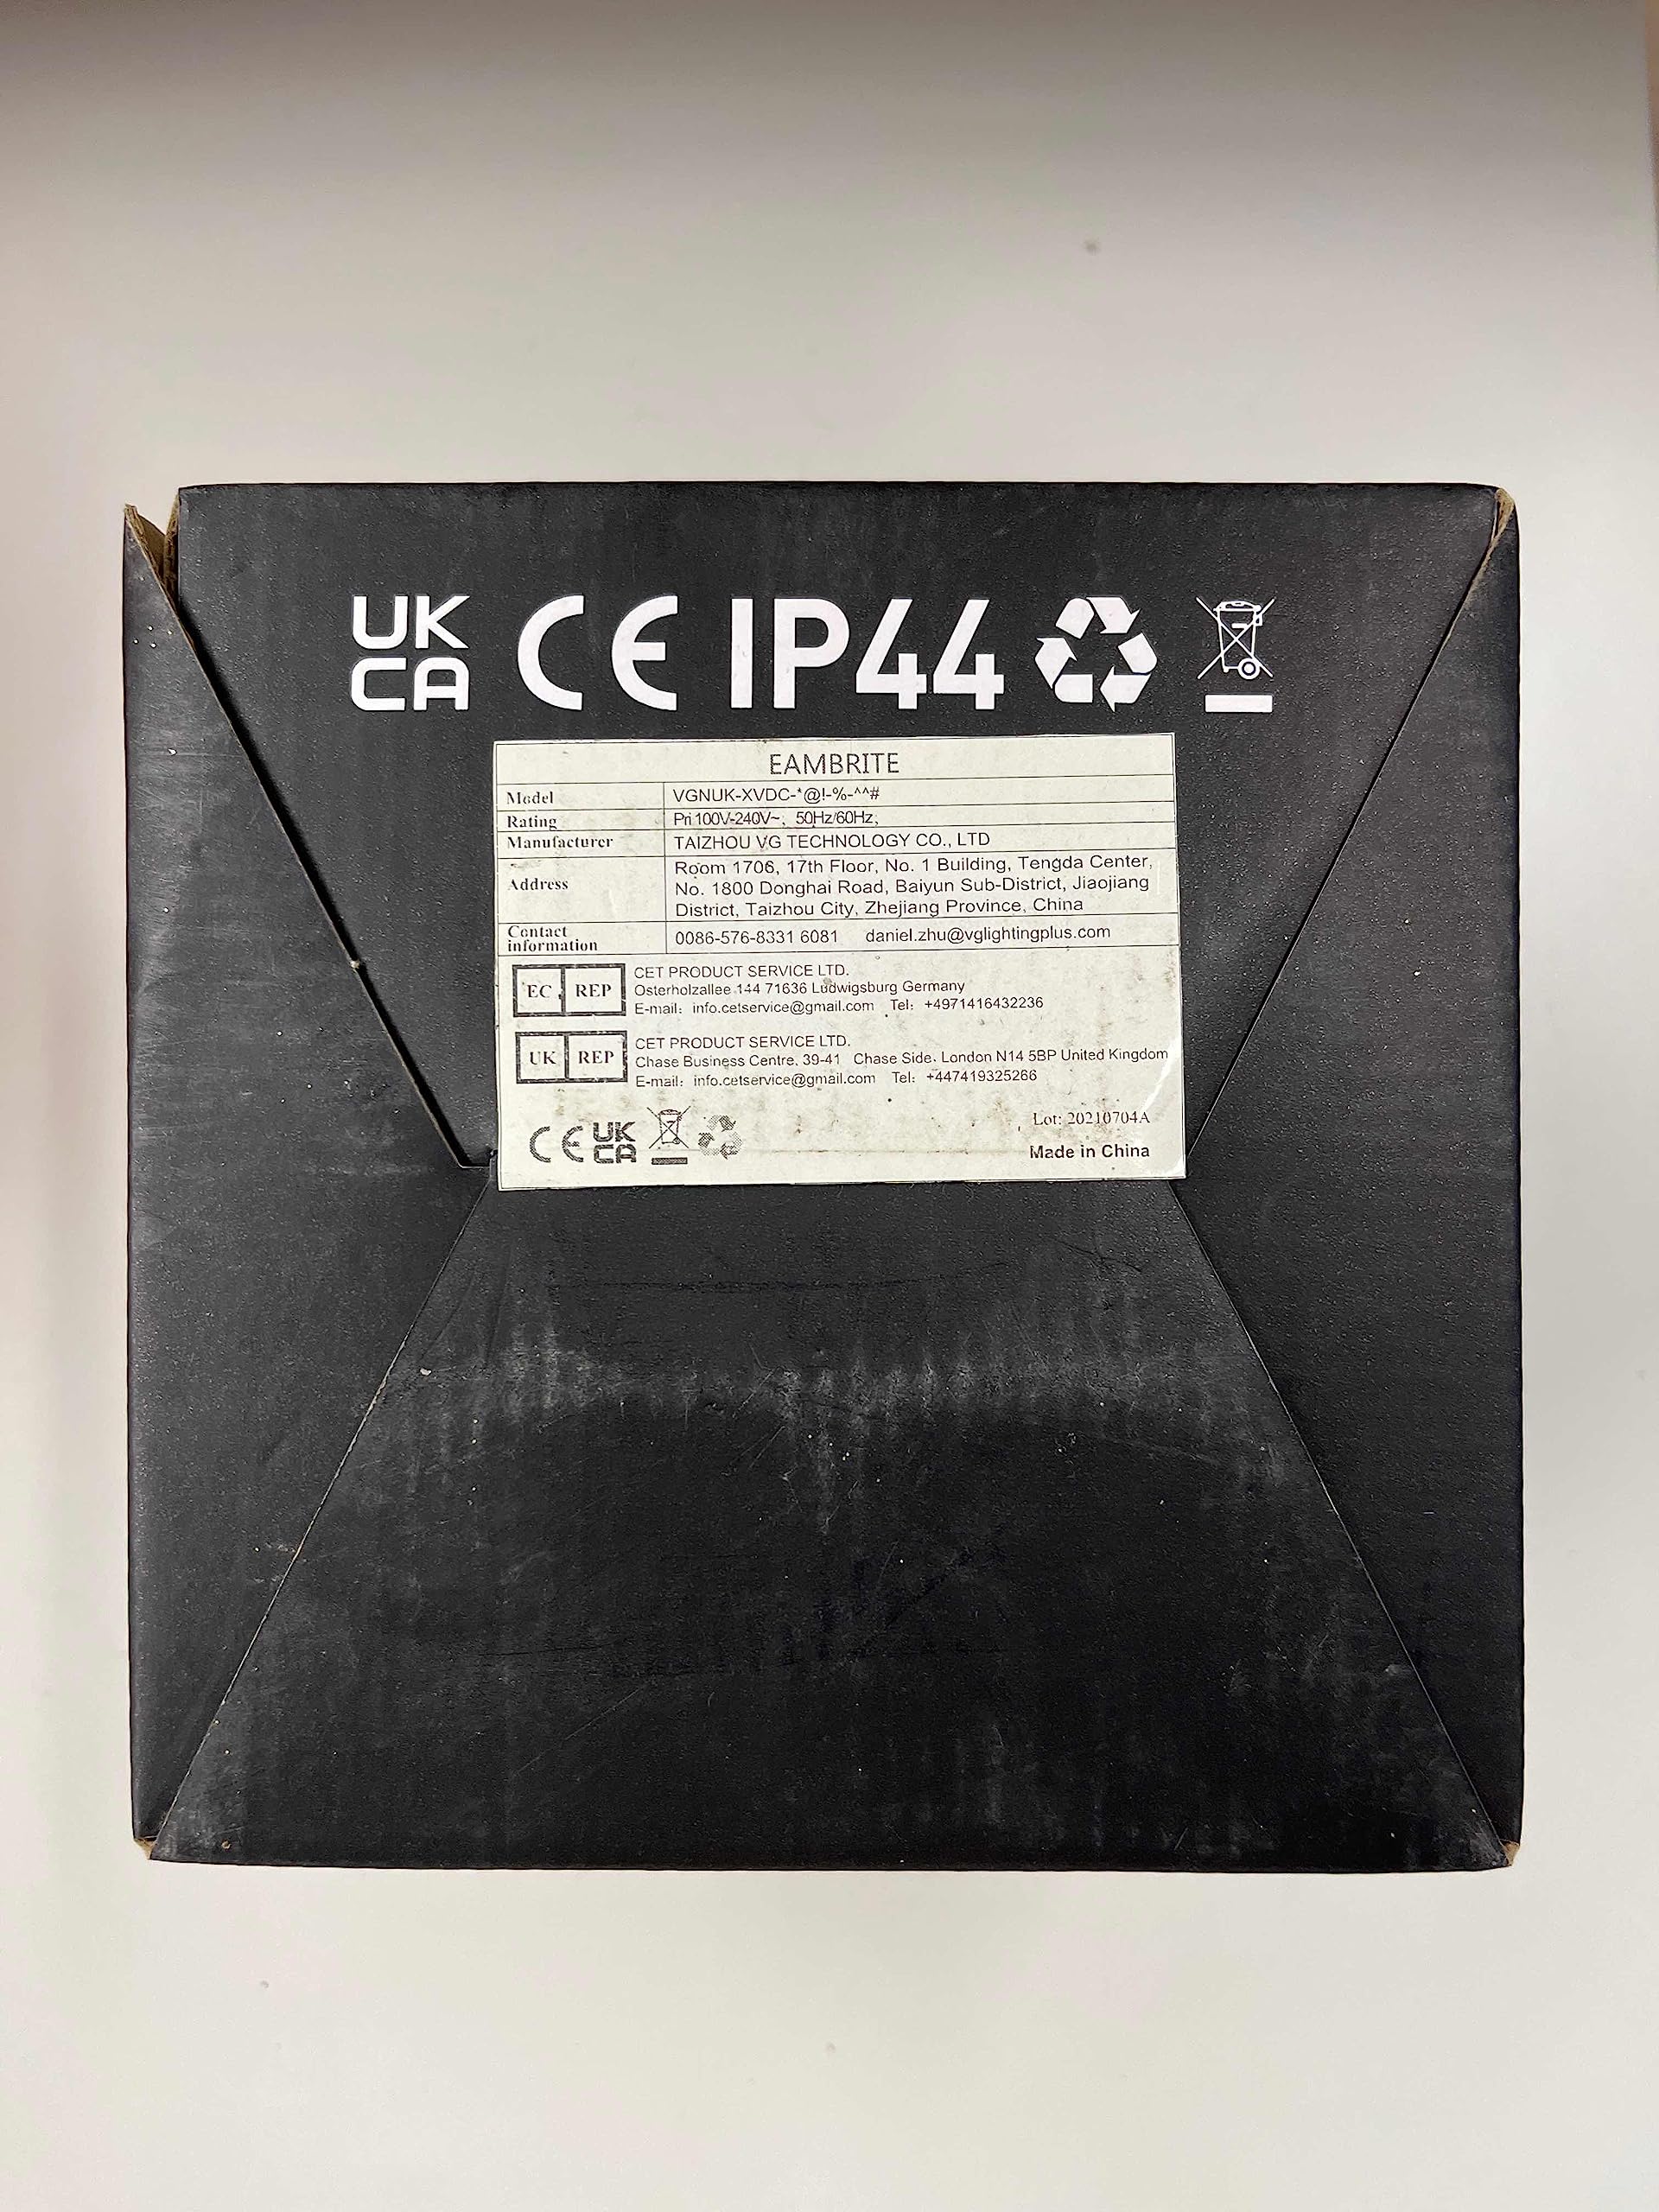 UK
CA
CE IP44
EAMBRITE
Model VGNUK-XVDC-*@!-%-^^#
Rating Pri 100V-240V~, 50Hz/60Hz,
Manufacturer TAIZHOU VG TECHNOLOGY CO., LTD
Address Room 1706, 17th Floor, No. 1 Building, Tengda Center,
No. 1800 Donghai Road, Baiyun Sub-District, Jiaojiang
District, Taizhou City, Zhejiang Province, China
Contact
information 0086-576-8331 6081 daniel.zhu@vglightingplus.com
EC REP
CET PRODUCT SERVICE LTD.
Osterholzallee 144 71636 Ludwigsburg Germany
E-mail: info.cetservice@gmail.com Tel: +4971416432236
UK REP
CET PRODUCT SERVICE LTD.
Chase Business Centre, 39-41 Chase Side, London N14 5BP United Kingdom
E-mail: info.cetservice@gmail.com Tel: +447419325266
CE
UK
CA
Lot: 20210704A
Made in China